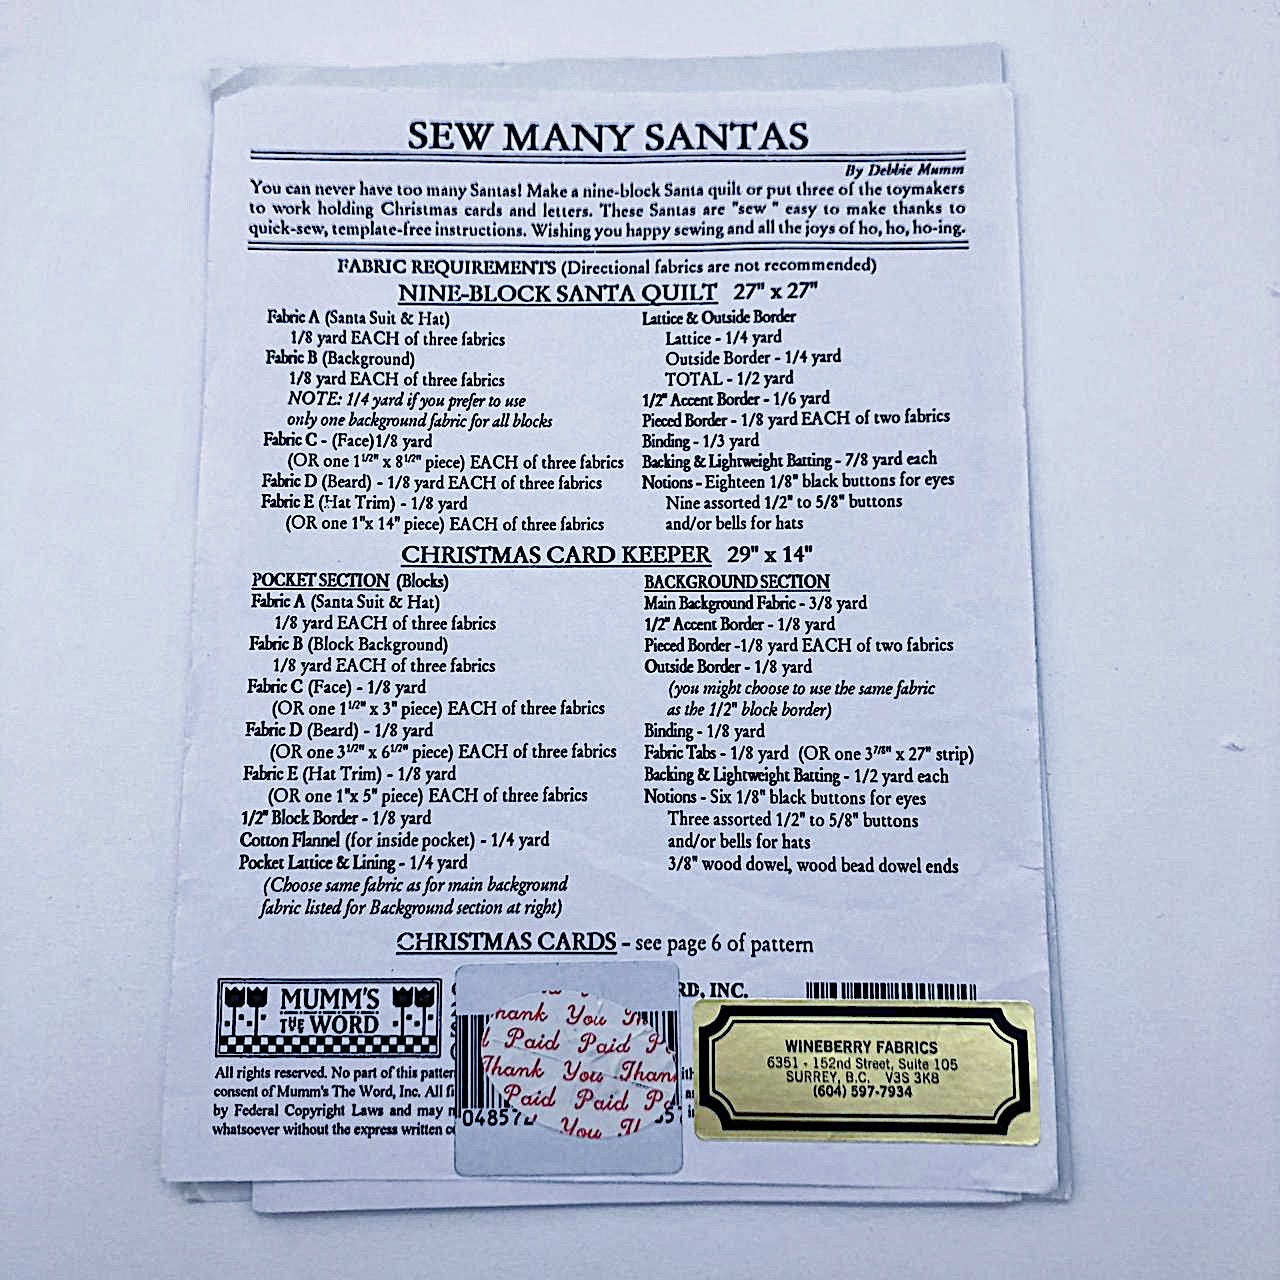 SEW MANY SANTAS
By Debbie Mumm
You can never have too many Santas! Make a nine-block Santa quilt or put three of the toymakers
to work holding Christmas cards and letters. These Santas are "sew " easy to make thanks to
quick-sew, template-free instructions. Wishing you happy sewing and all the joys of ho, ho, ho-ing.
FABRIC REQUIREMENTS (Directional fabrics are not recommended)
NINE-BLOCK SANTA QUILT 27" x 27"
Fabric A (Santa Suit & Hat)
1/8 yard EACH of three fabrics
Fabric B (Background)
1/8 yard EACH of three fabrics
NOTE: 1/4 yard if you prefer to use
only one background fabric for all blocks
Fabric C - (Face)1/8 yard
(OR one 1 1/2" x 8 1/2" piece) EACH of three fabrics
Fabric D (Beard) - 1/8 yard EACH of three fabrics
Fabric E (Hat Trim) - 1/8 yard
(OR one 1"x 14" piece) EACH of three fabrics
Lattice & Outside Border
Lattice - 1/4 yard
Outside Border - 1/4 yard
TOTAL - 1/2 yard
1/2" Accent Border - 1/6 yard
Pieced Border - 1/8 yard EACH of two fabrics
Binding - 1/3 yard
Backing & Lightweight Batting - 7/8 yard each
Notions - Eighteen 1/8" black buttons for eyes
Nine assorted 1/2" to 5/8" buttons
and/or bells for hats
CHRISTMAS CARD KEEPER 29" x 14"
POCKET SECTION (Blocks)
Fabric A (Santa Suit & Hat)
1/8 yard EACH of three fabrics
Fabric B (Block Background)
1/8 yard EACH of three fabrics
Fabric C (Face) - 1/8 yard
(OR one 1 1/2" x 3" piece) EACH of three fabrics
Fabric D (Beard) - 1/8 yard
(OR one 3 1/2" x 6 1/2" piece) EACH of three fabrics
Fabric E (Hat Trim) - 1/8 yard
(OR one 1"x 5" piece) EACH of three fabrics
1/2" Block Border - 1/8 yard
Cotton Flannel (for inside pocket) - 1/4 yard
Pocket Lattice & Lining - 1/4 yard
(Choose same fabric as for main background
fabric listed for Background section at right)
BACKGROUND SECTION
Main Background Fabric - 3/8 yard
1/2" Accent Border - 1/8 yard
Pieced Border -1/8 yard EACH of two fabrics
Outside Border - 1/8 yard
(you might choose to use the same fabric
as the 1/2" block border)
Binding - 1/8 yard
Fabric Tabs - 1/8 yard (OR one 3 7/8" x 27" strip)
Backing & Lightweight Batting - 1/2 yard each
Notions - Six 1/8" black buttons for eyes
Three assorted 1/2" to 5/8" buttons
and/or bells for hats
3/8" wood dowel, wood bead dowel ends
CHRISTMAS CARDS - see page 6 of pattern
MUMM'S
THE WORD
RD, INC.
All rights reserved. No part of this patter
consent of Mumm's The Word, Inc. All
by Federal Copyright Laws and may
whatsoever without the express written
hank You Th
Paid Paid P
Thank You Than
Paid Paid Pa
You Th
04857
WINEBERRY FABRICS
6351 - 152nd Street, Suite 105
SURREY, B.C. V3S 3K8
(604) 597-7934